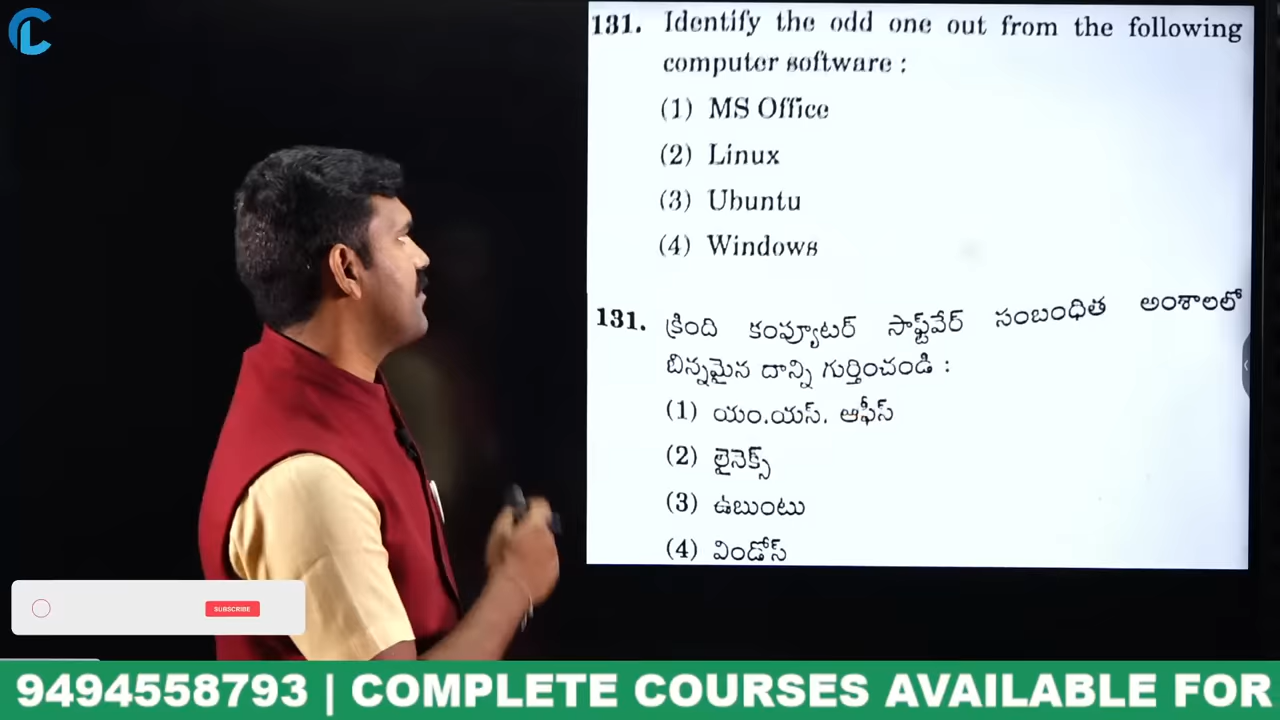 131. Identify the odd one out from the following
computer software :
(1) MS Office
(2) Linux
(3) Ubuntu
(4) Windows
131. క్రింది కంప్యూటర్ సాఫ్ట్‌వేర్ సంబంధిత అంశాలలో
బిన్నమైన దాన్ని గుర్తించండి :
(1) యం.యస్. ఆఫీస్
(2) లైనెక్స్
(3) ఉబుంటు
(4) విండోస్
SUBSCRIBE
9494558793 | COMPLETE COURSES AVAILABLE FOR